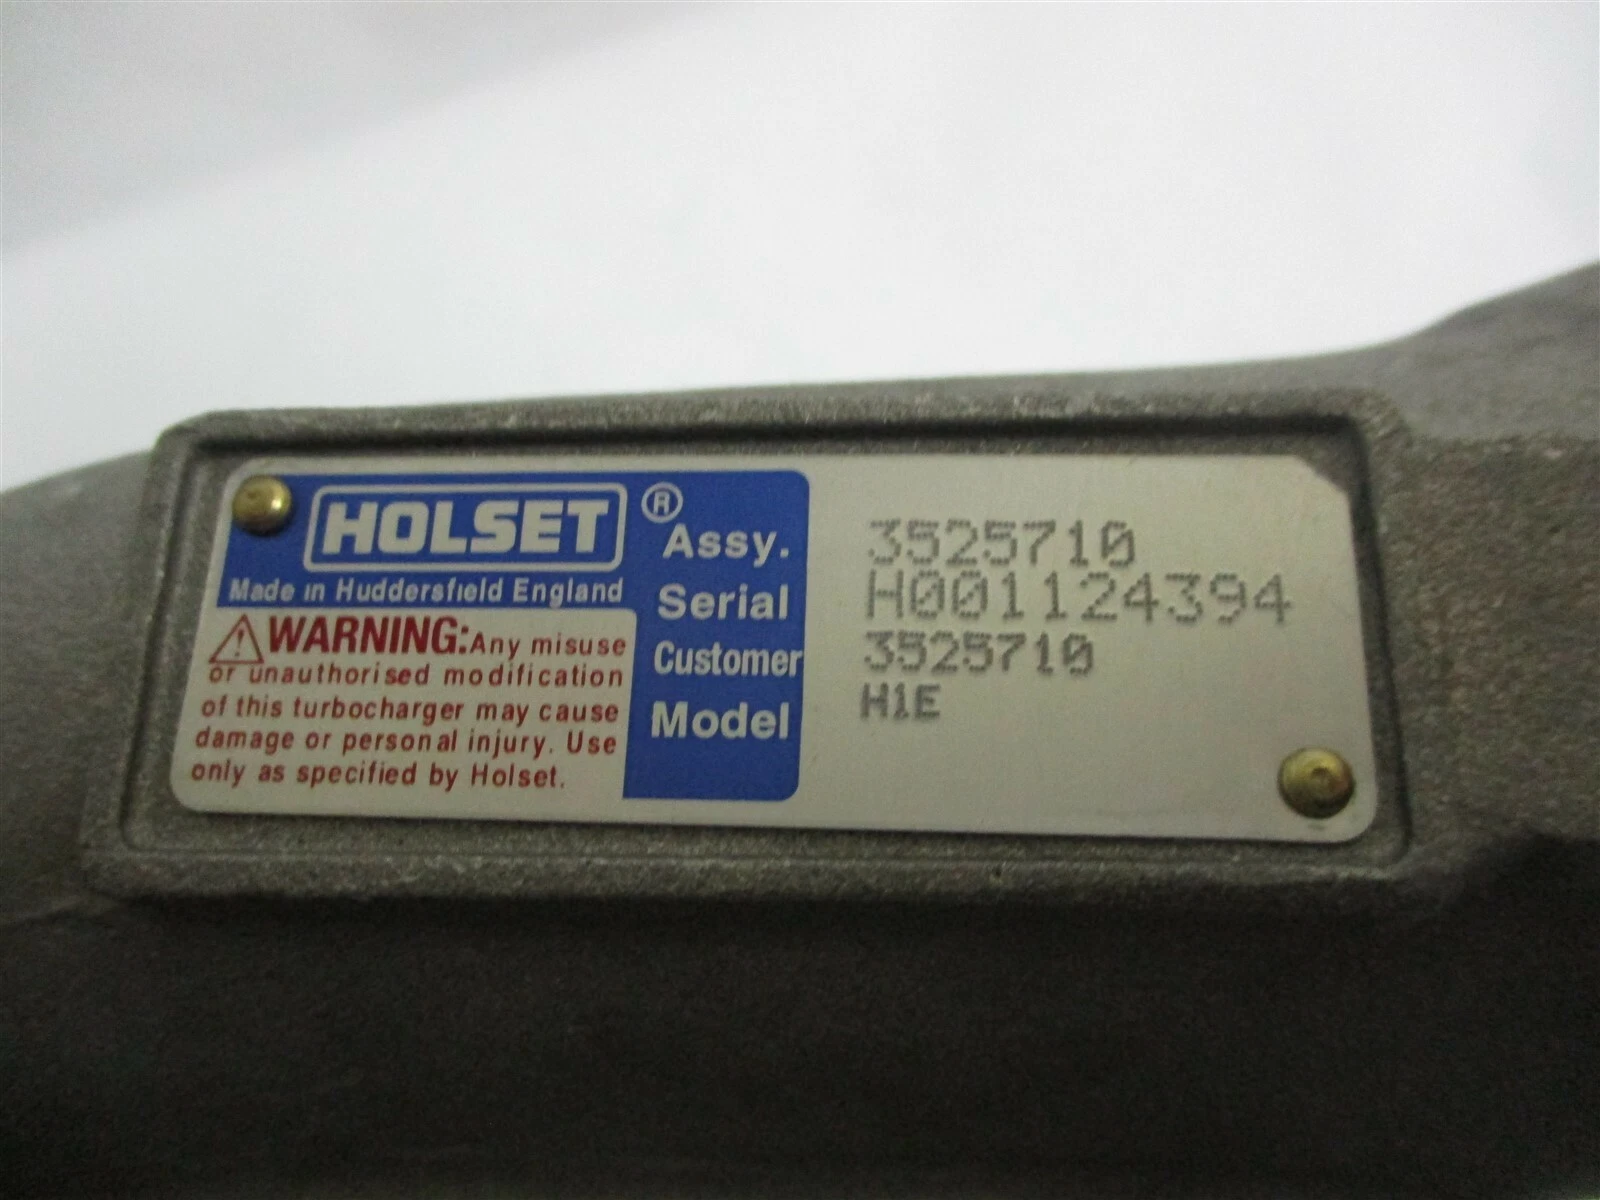 HOLSET ®
Made in Huddersfield England
WARNING: Any misuse
or unauthorised modification
of this turbocharger may cause
damage or personal injury. Use
only as specified by Holset.
Assy. 3525710
Serial H001124394
Customer 3525710
Model H1E